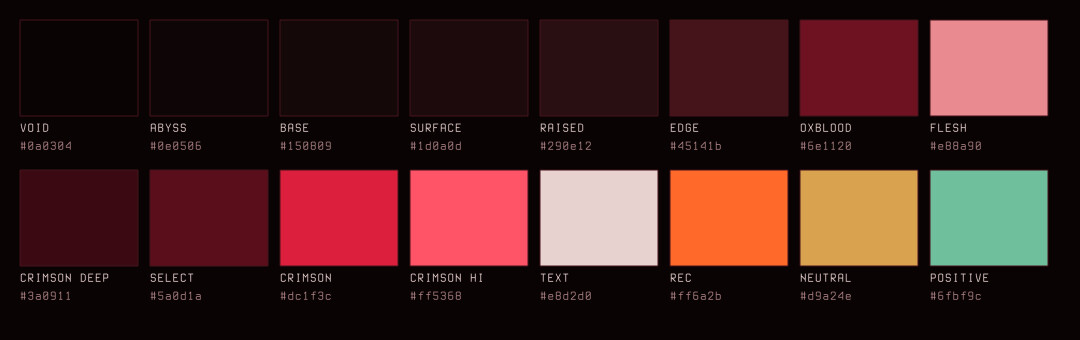 VOID
#0a0304
ABYSS
#0e0506
BASE
#150809
SURFACE
#1d0a0d
RAISED
#290e12
EDGE
#45141b
OXBLOOD
#6e1120
FLESH
#e88a90
CRIMSON DEEP
#3a0911
SELECT
#5a0d1a
CRIMSON
#dc1f3c
CRIMSON HI
#ff5368
TEXT
#e8d2d0
REC
#ff6a2b
NEUTRAL
#d9a24e
POSITIVE
#6fbf9c